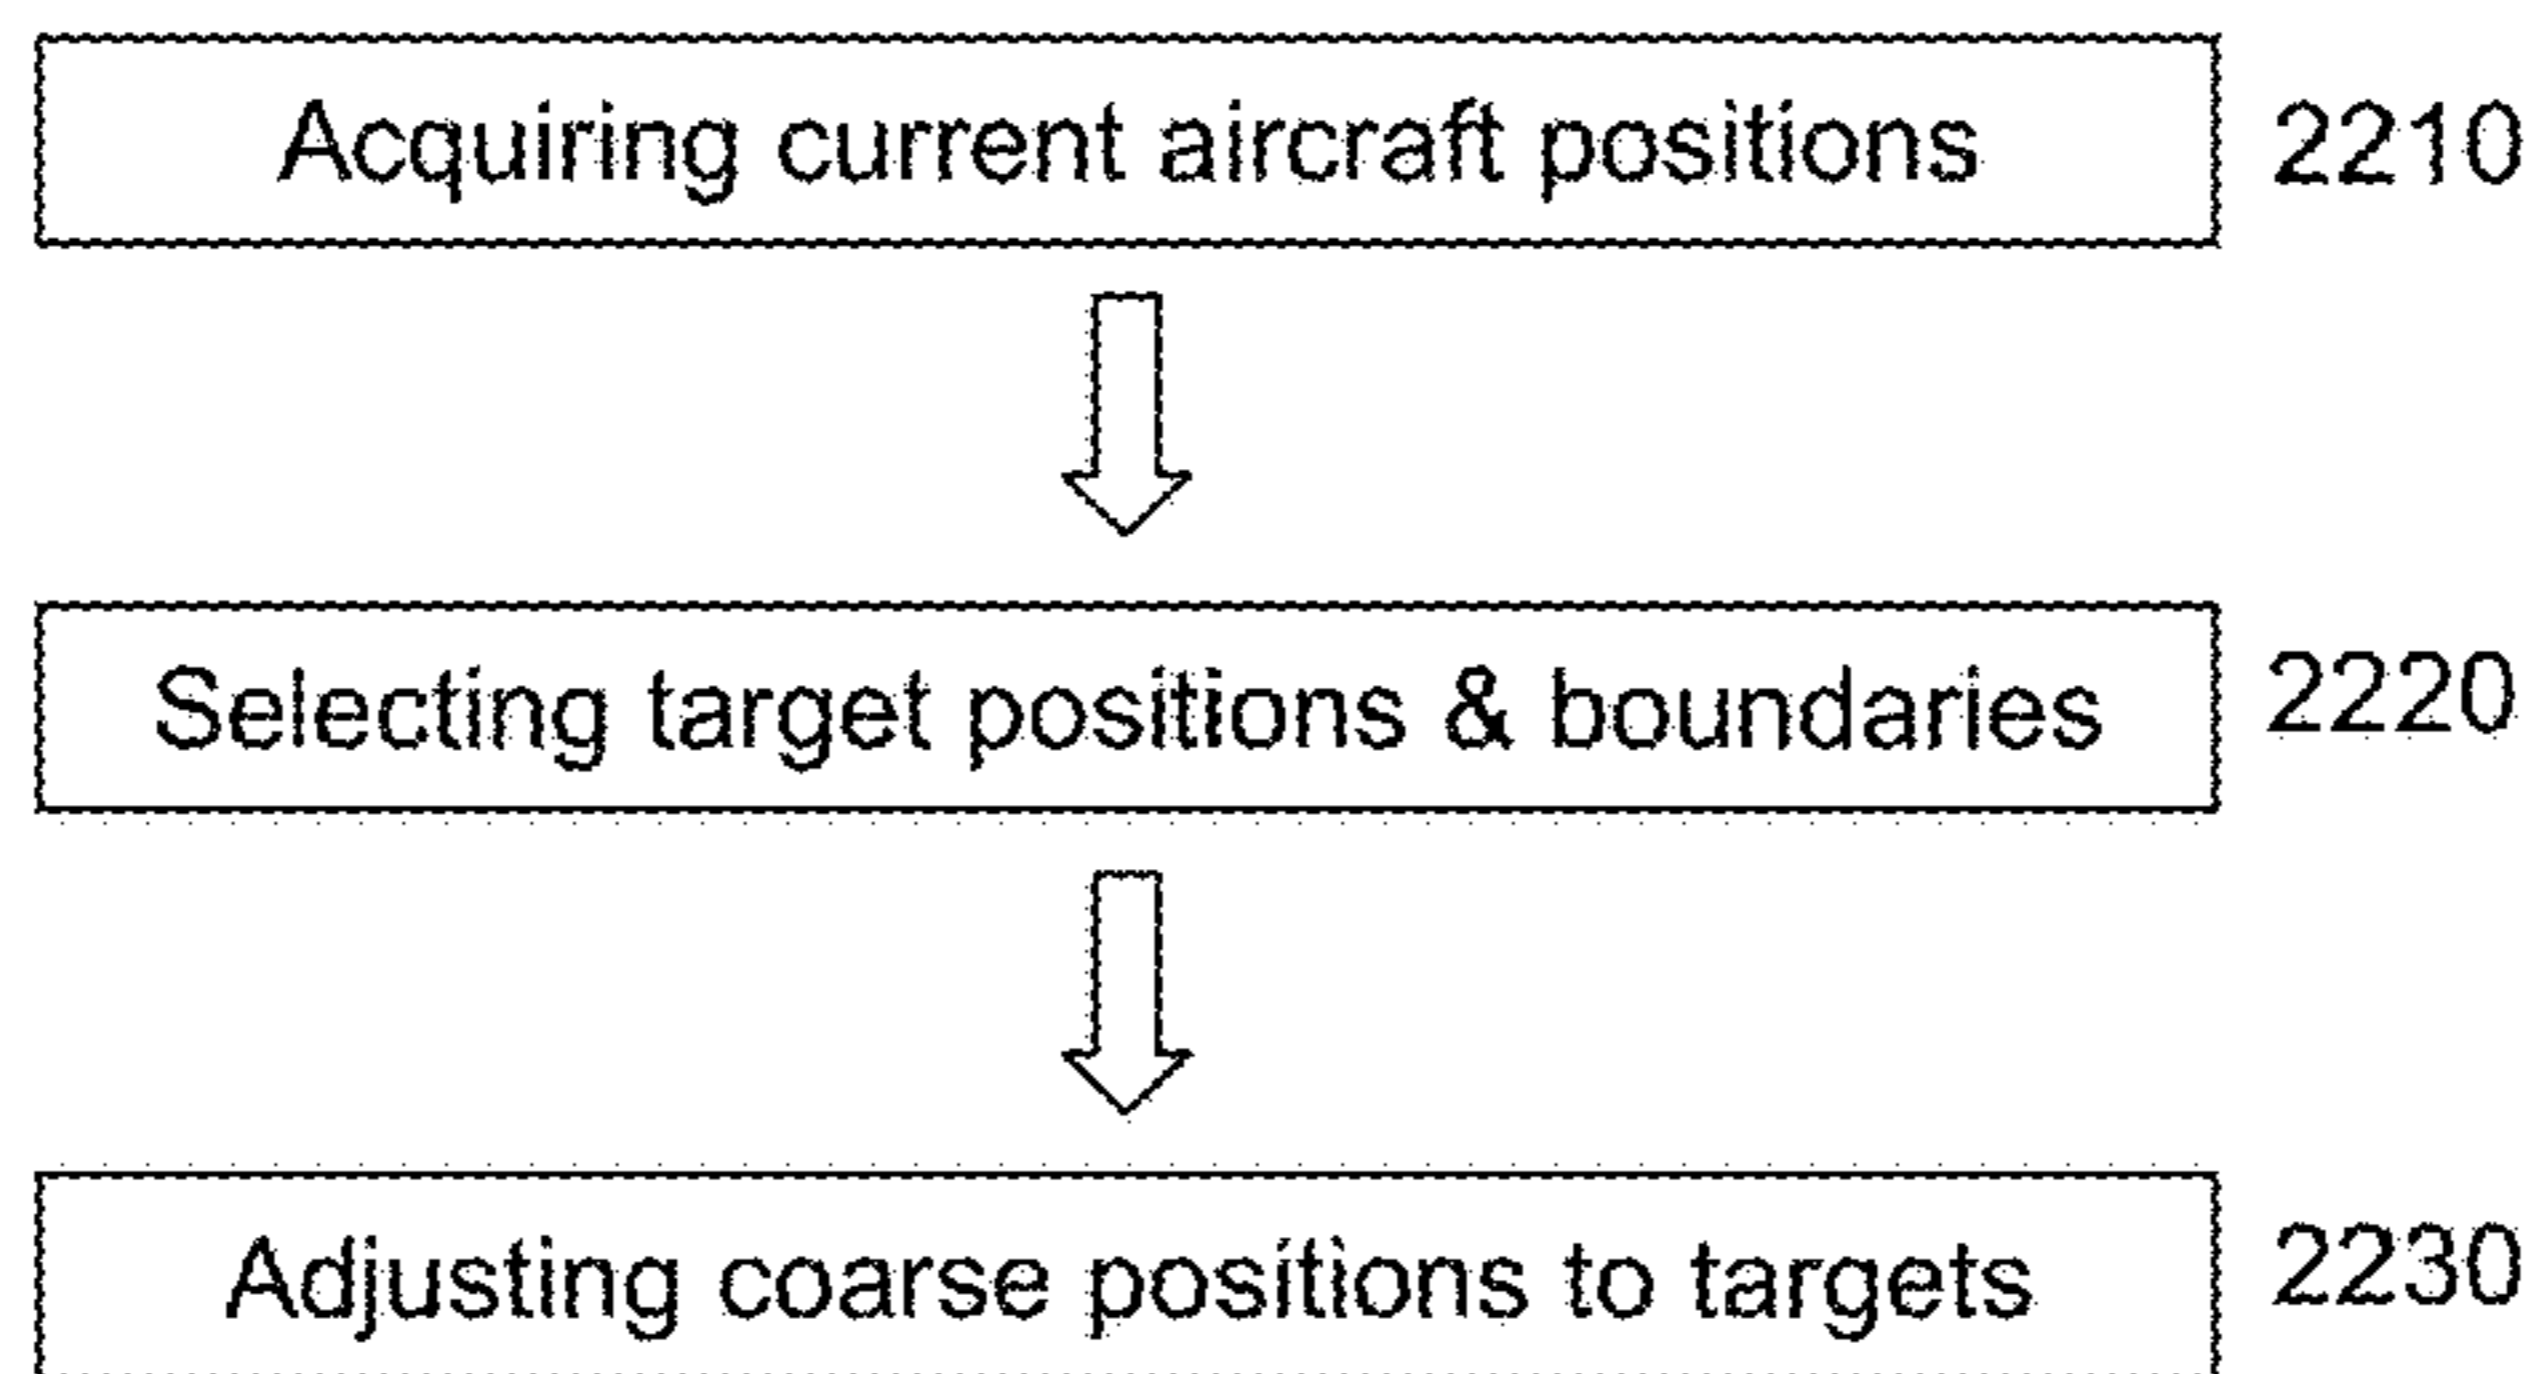 Acquiring current aircraft positions 2210
Selecting target positions & boundaries 2220
Adjusting coarse positions to targets 2230